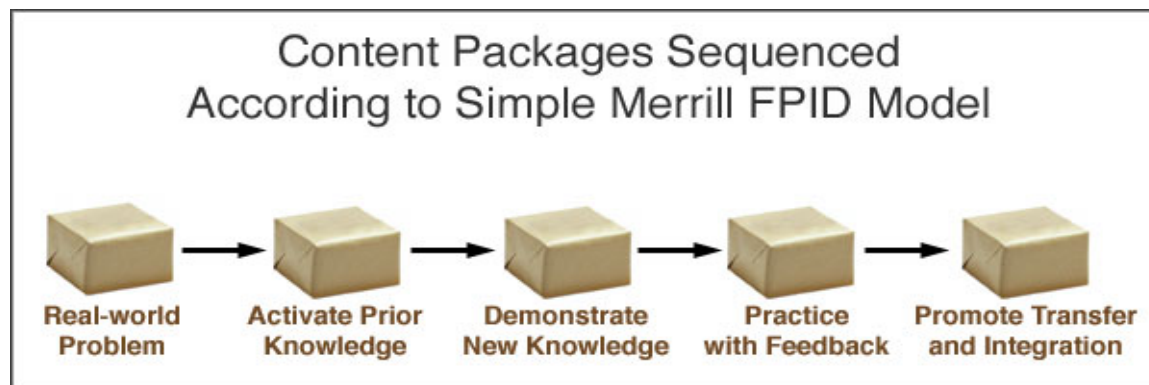 Content Packages Sequenced
According to Simple Merrill FPID Model
Real-world
Problem
Activate Prior
Knowledge
Demonstrate
New Knowledge
Practice
with Feedback
Promote Transfer
and Integration